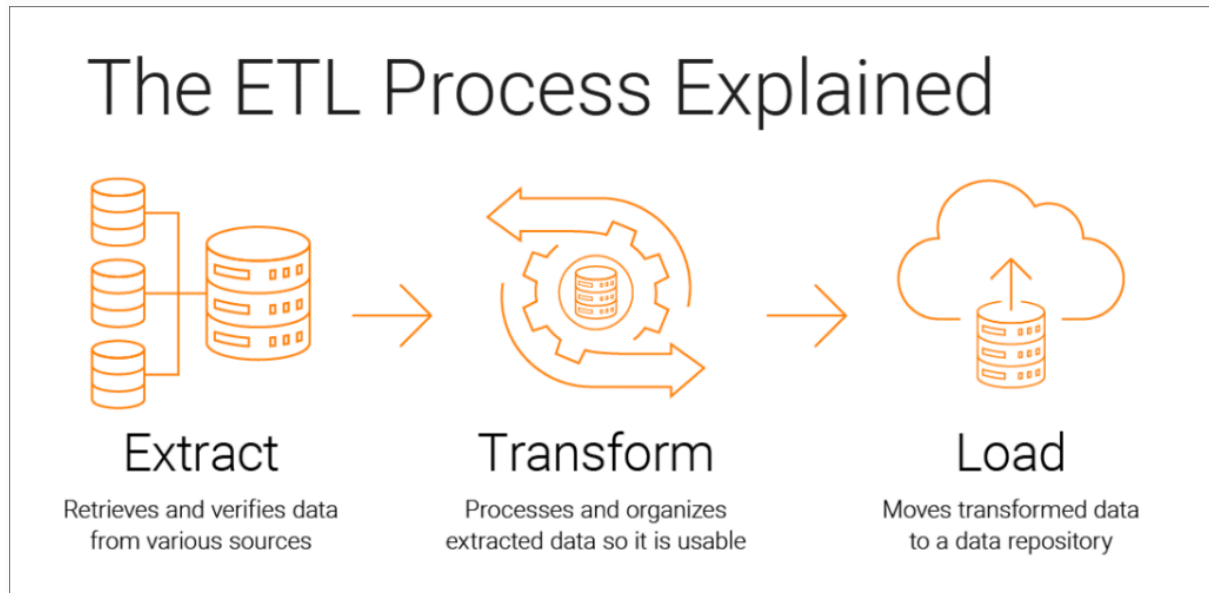 The ETL Process Explained
Extract
Retrieves and verifies data
from various sources
Transform
Processes and organizes
extracted data so it is usable
Load
Moves transformed data
to a data repository